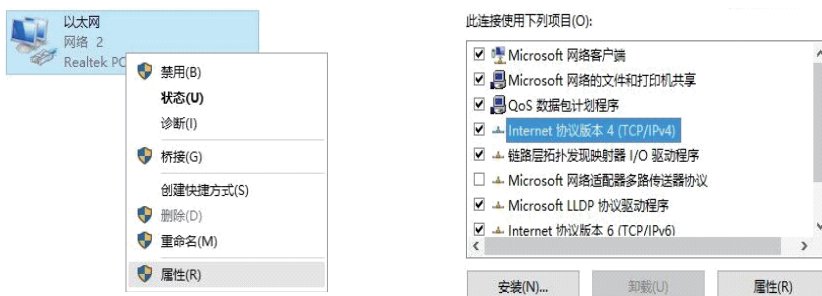 以太网
网络 2
Realtek PC
禁用(B)
状态(U)
诊断(I)
桥接(G)
创建快捷方式(S)
删除(D)
重命名(M)
属性(R)
此连接使用下列项目(O):
Microsoft 网络客户端
Microsoft 网络的文件和打印机共享
QoS 数据包计划程序
Internet 协议版本 4 (TCP/IPv4)
链路层拓扑发现映射器 I/O 驱动程序
Microsoft 网络适配器多路传送器协议
Microsoft LLDP 协议驱动程序
Internet 协议版本 6 (TCP/IPv6)
安装(N)...
卸载(U)
属性(R)